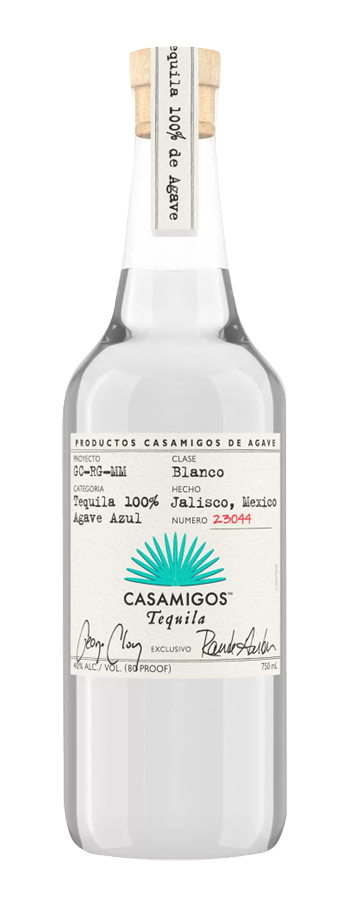 Tequila 100% de Agave
PRODUCTOS CASAMIGOS DE AGAVE
PROYECTO
GC-RG-MM
CLASE
Blanco
CATEGORIA
Tequila 100%
Agave Azul
HECHO
Jalisco, Mexico
NUMERO 23044
CASAMIGOS™
Tequila
EXCLUSIVO
40% ALC./ VOL. (80 PROOF)
750 mL